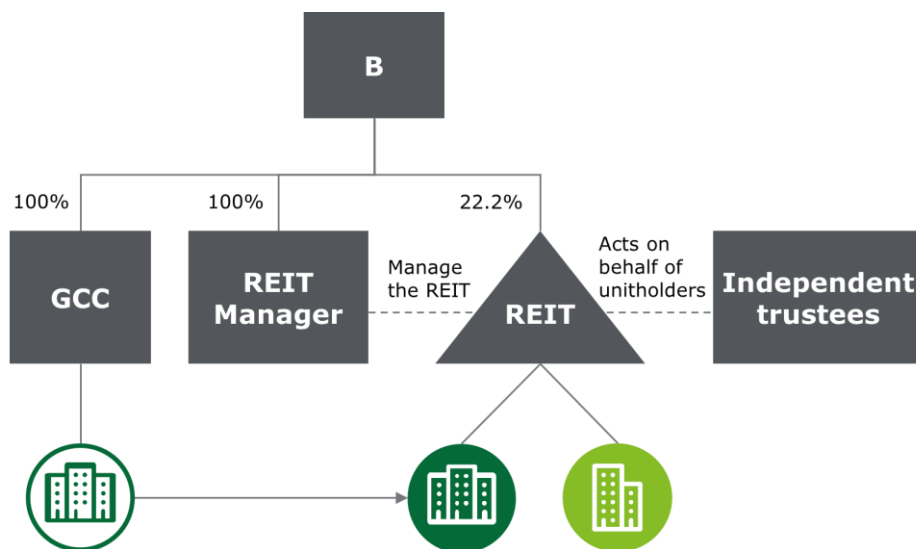 B
100%
100%
22.2%
GCC
REIT
Manager
Manage
the REIT
REIT
Acts on
behalf of
unitholders
Independent
trustees